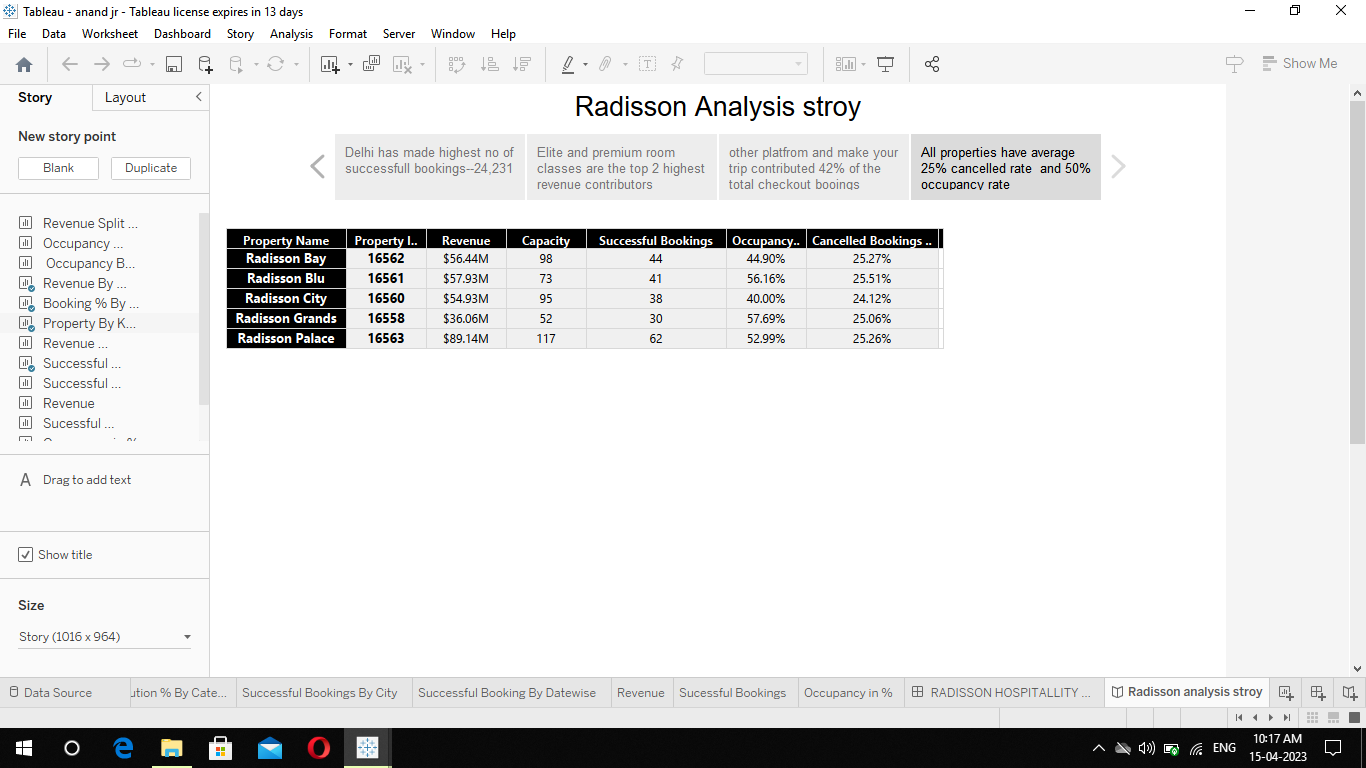 Tableau - anand jr - Tableau license expires in 13 days
File Data Worksheet Dashboard Story Analysis Format Server Window Help
Show Me
Story Layout
New story point
Blank Duplicate
Revenue Split ...
Occupancy ...
Occupancy B...
Revenue By ...
Booking % By ...
Property By K...
Revenue ...
Successful ...
Successful ...
Revenue
Sucessful ...
A Drag to add text
Show title
Size
Story (1016 x 964)
Radisson Analysis stroy
Delhi has made highest no of
successfull bookings--24,231
Elite and premium room
classes are the top 2 highest
revenue contributors
other platfrom and make your
trip contributed 42% of the
total checkout booings
All properties have average
25% cancelled rate and 50%
occupancy rate
Property Name Property I.. Revenue Capacity Successful Bookings Occupancy.. Cancelled Bookings ..
Radisson Bay 16562 $56.44M 98 44 44.90% 25.27%
Radisson Blu 16561 $57.93M 73 41 56.16% 25.51%
Radisson City 16560 $54.93M 95 38 40.00% 24.12%
Radisson Grands 16558 $36.06M 52 30 57.69% 25.06%
Radisson Palace 16563 $89.14M 117 62 52.99% 25.26%
Data Source ution % By Cate... Successful Bookings By City Successful Booking By Datewise Revenue Sucessful Bookings Occupancy in % RADISSON HOSPITALLITY ... Radisson analysis stroy
ENG
10:17 AM
15-04-2023